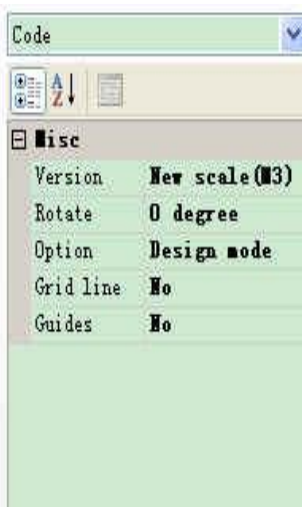 Code
Misc
Version New scale(M3)
Rotate 0 degree
Option Design mode
Grid line No
Guides No